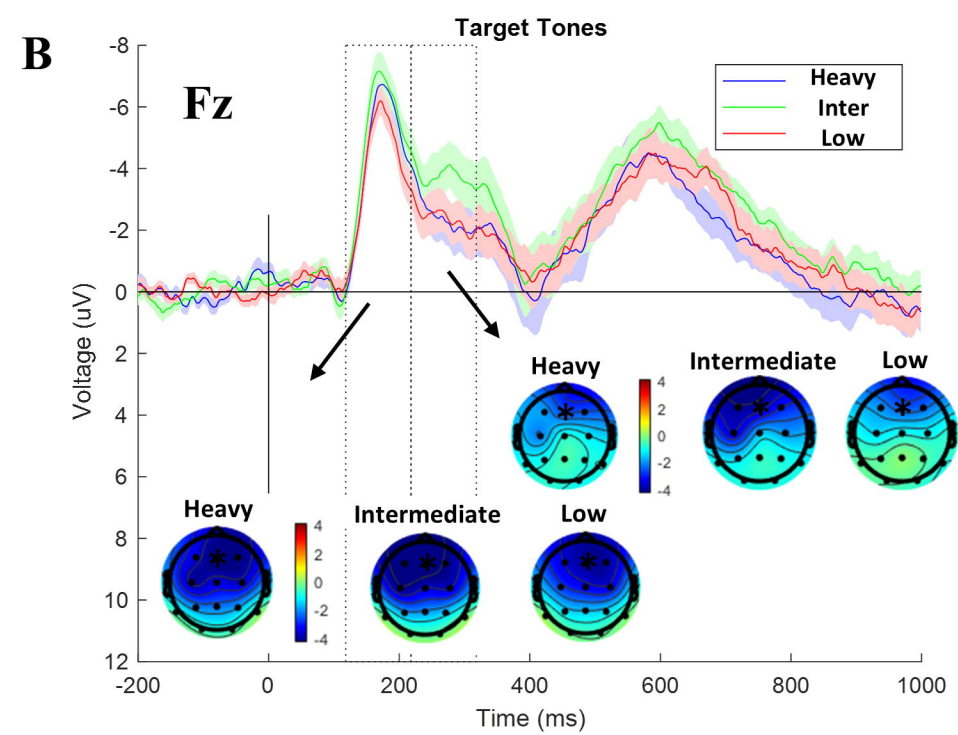 Target Tones
B
Fz
Heavy
Inter
Low
-8
-6
-4
-2
0
2
4
6
8
10
12
Voltage (uV)
Heavy
Intermediate
Low
4
2
0
-2
-4
Heavy
Intermediate
Low
4
2
0
-2
-4
-200
0
200
400
600
800
1000
Time (ms)